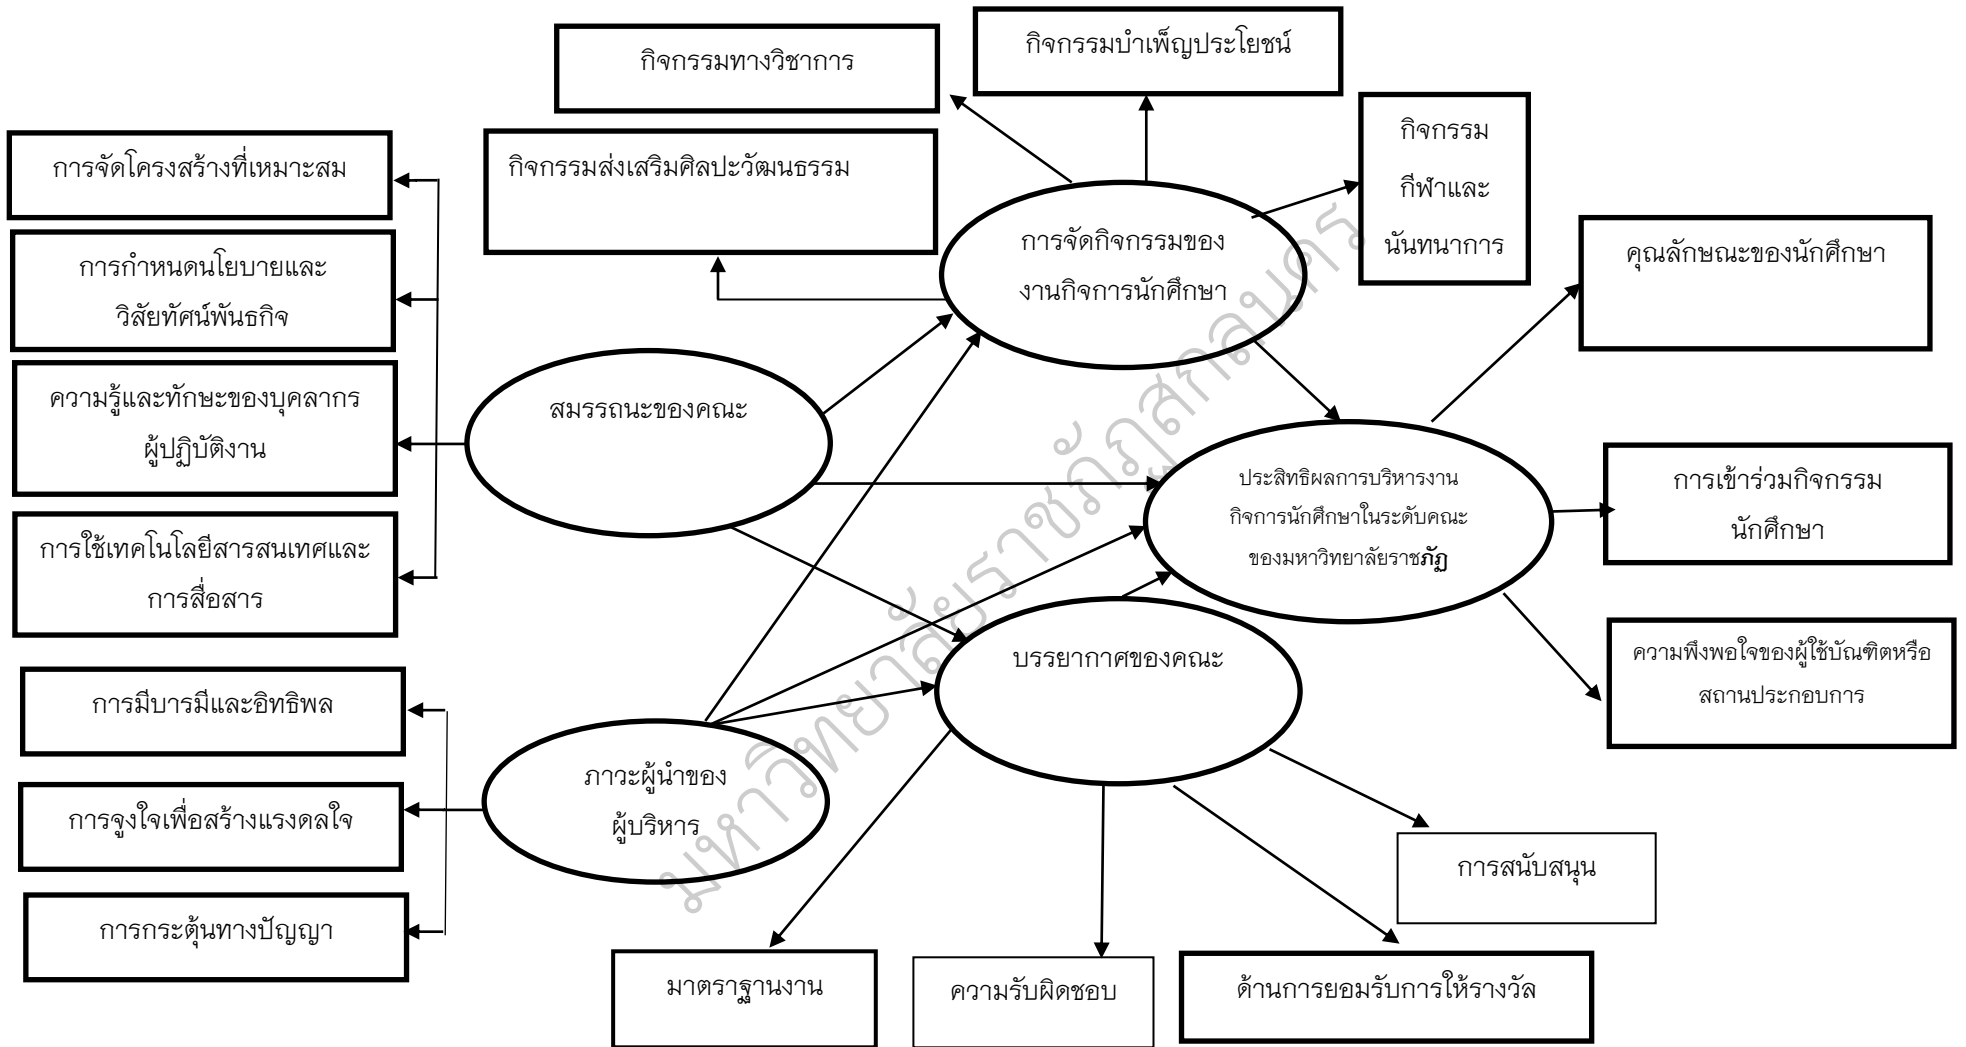 กิจกรรมบำเพ็ญประโยชน์
กิจกรรมทางวิชาการ
กิจกรรม
กีฬาและ
นันทนาการ
การจัดโครงสร้างที่เหมาะสม
กิจกรรมส่งเสริมศิลปะวัฒนธรรม
การจัดกิจกรรมของ
งานกิจการนักศึกษา
คุณลักษณะของนักศึกษา
การกำหนดนโยบายและ
วิสัยทัศน์พันธกิจ
ความรู้และทักษะของบุคลากร
ผู้ปฏิบัติงาน
สมรรถนะของคณะ
ประสิทธิผลการบริหารงาน
กิจการนักศึกษาในระดับคณะ
ของมหาวิทยาลัยราชภัฏ
การเข้าร่วมกิจกรรม
นักศึกษา
การใช้เทคโนโลยีสารสนเทศและ
การสื่อสาร
บรรยากาศของคณะ
ความพึงพอใจของผู้ใช้บัณฑิตหรือ
สถานประกอบการ
การมีบารมีและอิทธิพล
ภาวะผู้นำของ
ผู้บริหาร
การจูงใจเพื่อสร้างแรงดลใจ
การสนับสนุน
การกระตุ้นทางปัญญา
มาตราฐานงาน
ความรับผิดชอบ
ด้านการยอมรับการให้รางวัล
มหาวิทยาลัยราชภัฏสกลนคร